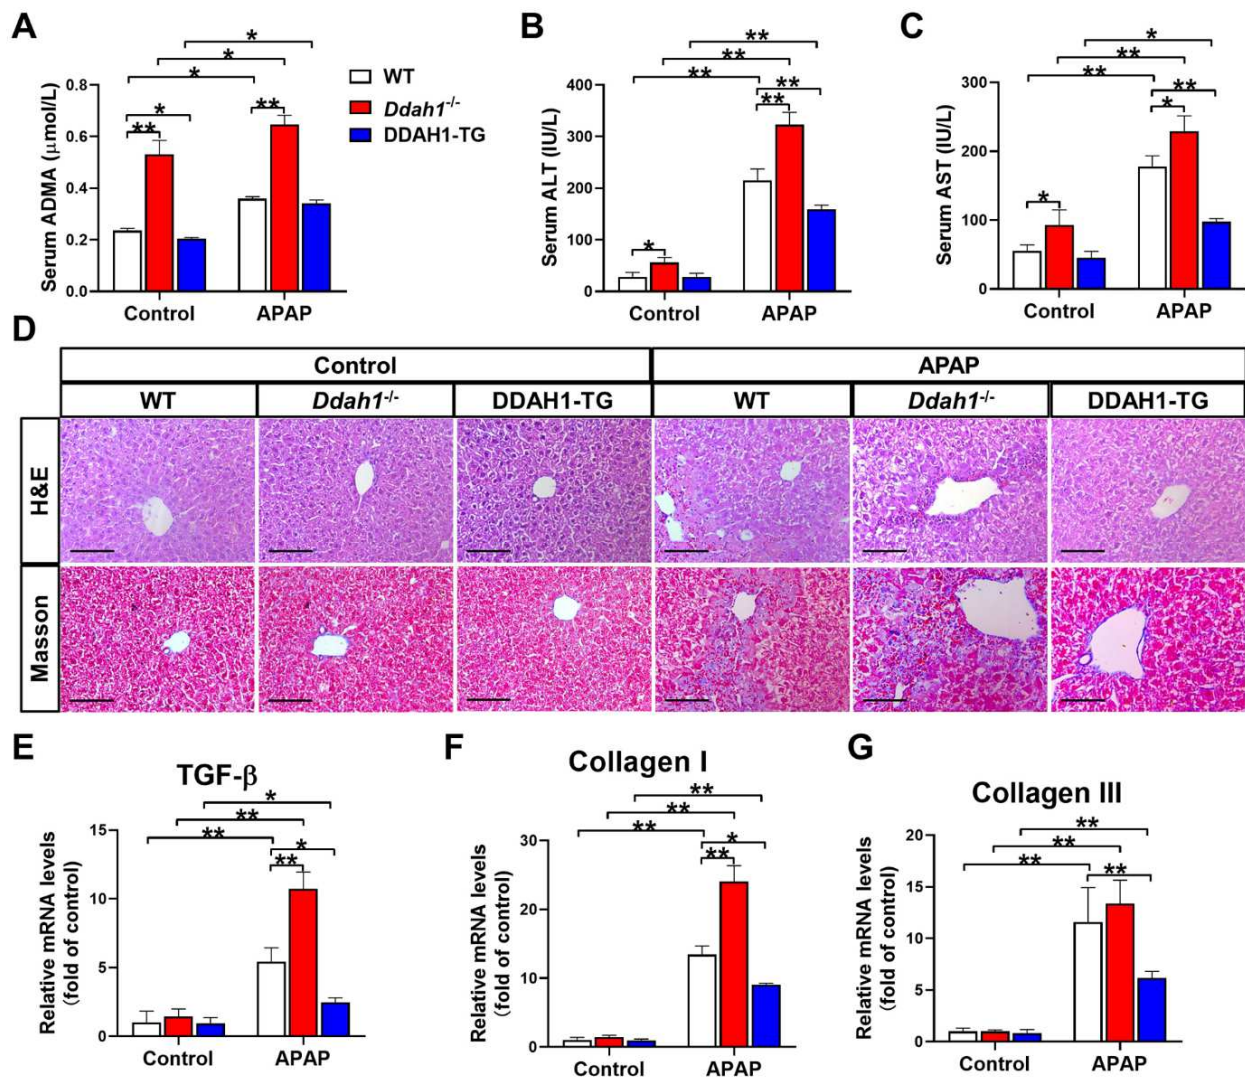 A
Serum ADMA (μmol/L)
0.8
0.6
0.4
0.2
0.0
*
*
*
*
**
**
Control
APAP
WT
Ddah1-/-
DDAH1-TG
B
Serum ALT (IU/L)
400
300
200
100
0
**
**
**
**
**
*
Control
APAP
C
Serum AST (IU/L)
300
200
100
0
*
**
**
**
*
*
Control
APAP
D
Control
APAP
WT
Ddah1-/-
DDAH1-TG
WT
Ddah1-/-
DDAH1-TG
H&E
Masson
E
TGF-β
Relative mRNA levels
(fold of control)
15
10
5
0
*
**
**
*
**
Control
APAP
F
Collagen I
Relative mRNA levels
(fold of control)
30
20
10
0
**
**
**
*
**
Control
APAP
G
Collagen III
Relative mRNA levels
(fold of control)
20
15
10
5
0
**
**
**
**
Control
APAP